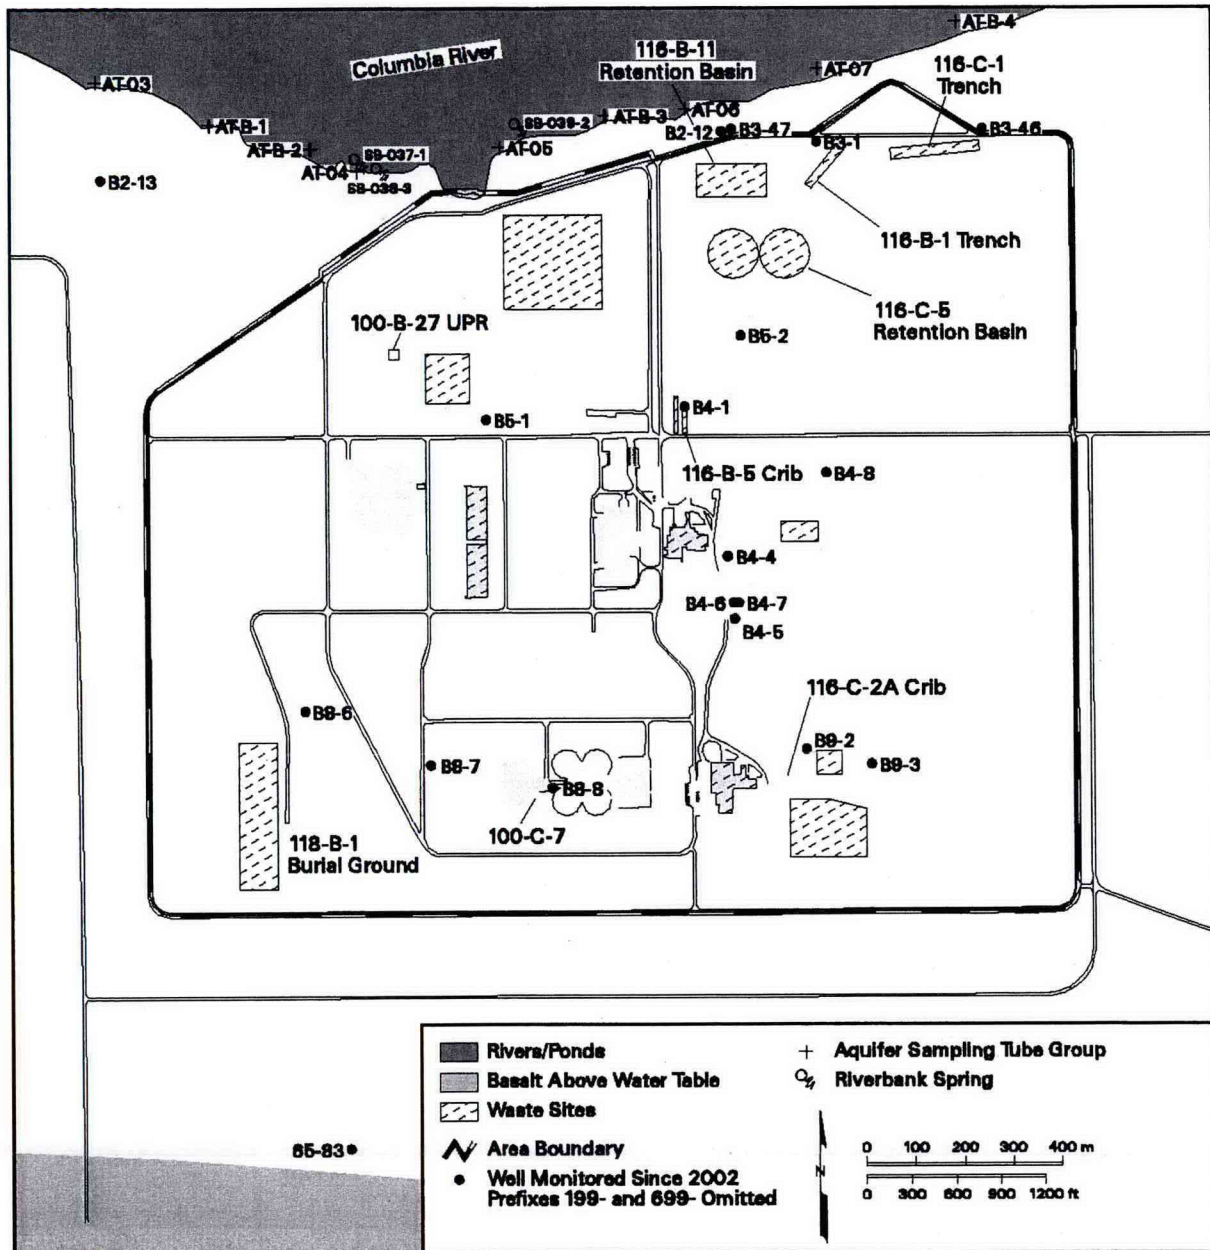 AT-B-4
116-B-11
Retention Basin
Columbia River
AT-07
116-C-1
Trench
AT-03
AT-06
AT-B-3
AT-B-1
SB-039-2
B2-12
B3-47
B3-46
B3-1
AT-B-2
AT-05
SB-037-1
AT-04
B2-13
116-B-1 Trench
116-C-5
Retention Basin
100-B-27 UPR
B5-2
B5-1
B4-1
116-B-5 Crib
B4-8
B4-4
B4-6
B4-7
B4-5
116-C-2A Crib
B8-6
B9-2
B8-7
B9-3
B8-8
100-C-7
118-B-1
Burial Ground
65-83
Rivers/Ponds
Basalt Above Water Table
Waste Sites
Area Boundary
Well Monitored Since 2002
Prefixes 199- and 699- Omitted
Aquifer Sampling Tube Group
Riverbank Spring
N
0 100 200 300 400 m
0 300 600 900 1200 ft